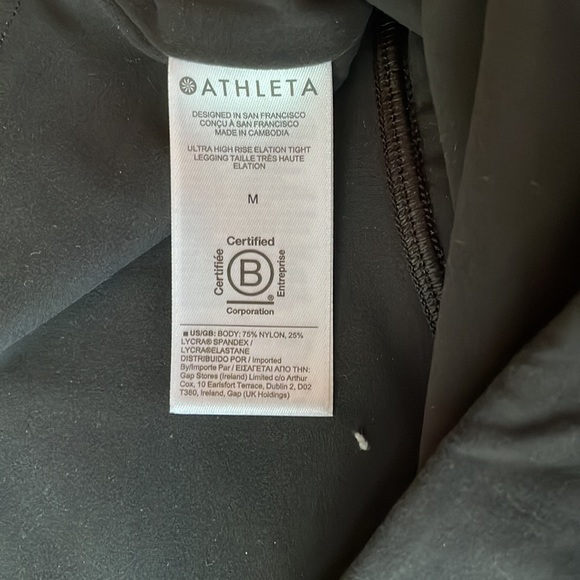 ATHLETA
DESIGNED IN SAN FRANCISCO
CONÇU À SAN FRANCISCO
MADE IN CAMBODIA
ULTRA HIGH RISE ELATION TIGHT
LEGGING TAILLE TRÈS HAUTE
ELATION
M
Certified
Certifiée
B
Entreprise
®
Corporation
US/GB: BODY: 75% NYLON, 25%
LYCRA® SPANDEX /
LYCRA®ELASTANE
DISTRIBUIDO POR / Imported
By/Importe Par / ΕΙΣΑΓΕΤΑΙ ΑΠΟ ΤΗΝ:
Gap Stores (Ireland) Limited c/o Arthur
Cox, 10 Earlsfort Terrace, Dublin 2, D02
T380, Ireland, Gap (UK Holdings)